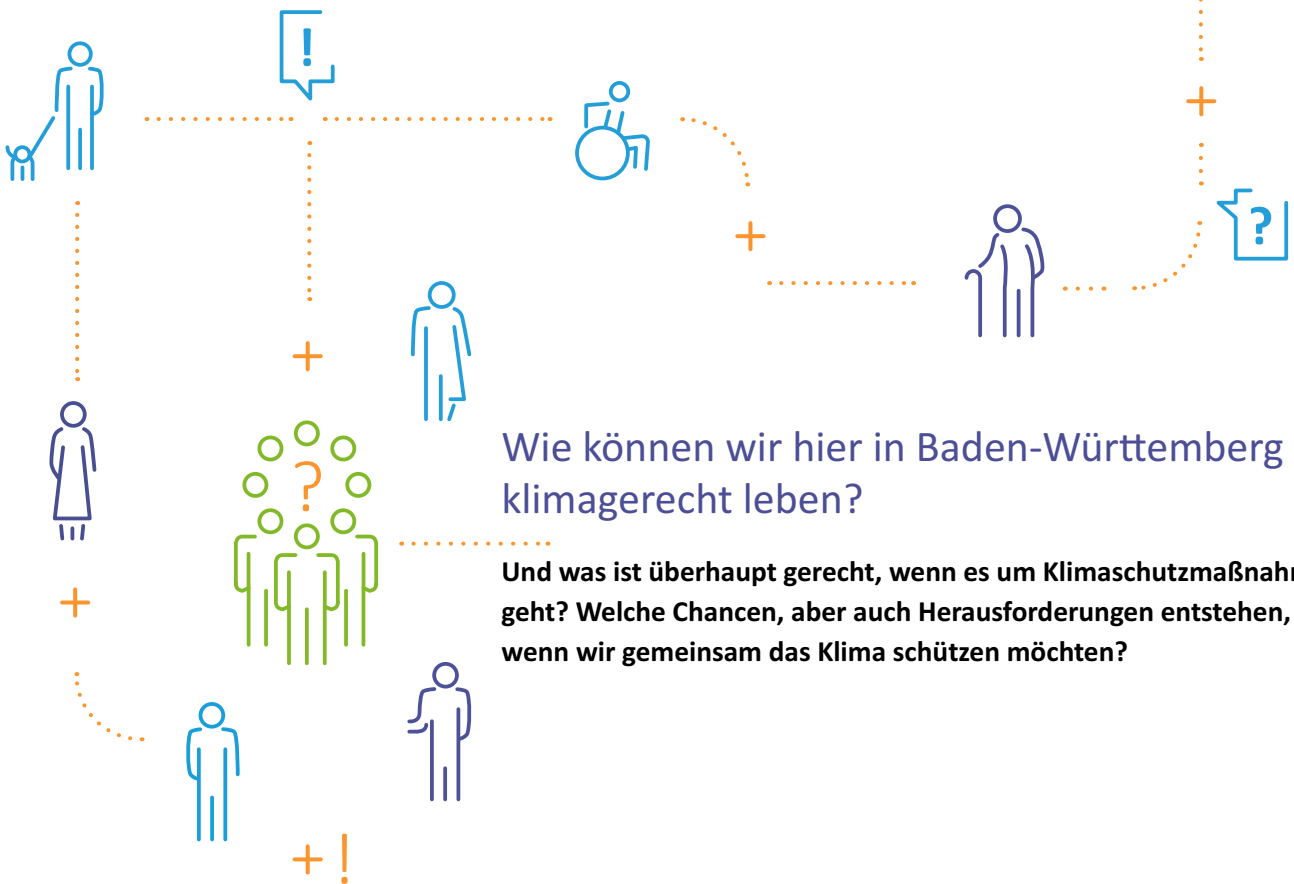 !
?
?
Wie können wir hier in Baden-Württemberg
klimagerecht leben?
Und was ist überhaupt gerecht, wenn es um
geht? Welche Chancen, aber auch Herausforderungen entstehen,
wenn wir gemeinsam das Klima schützen möchten?
!